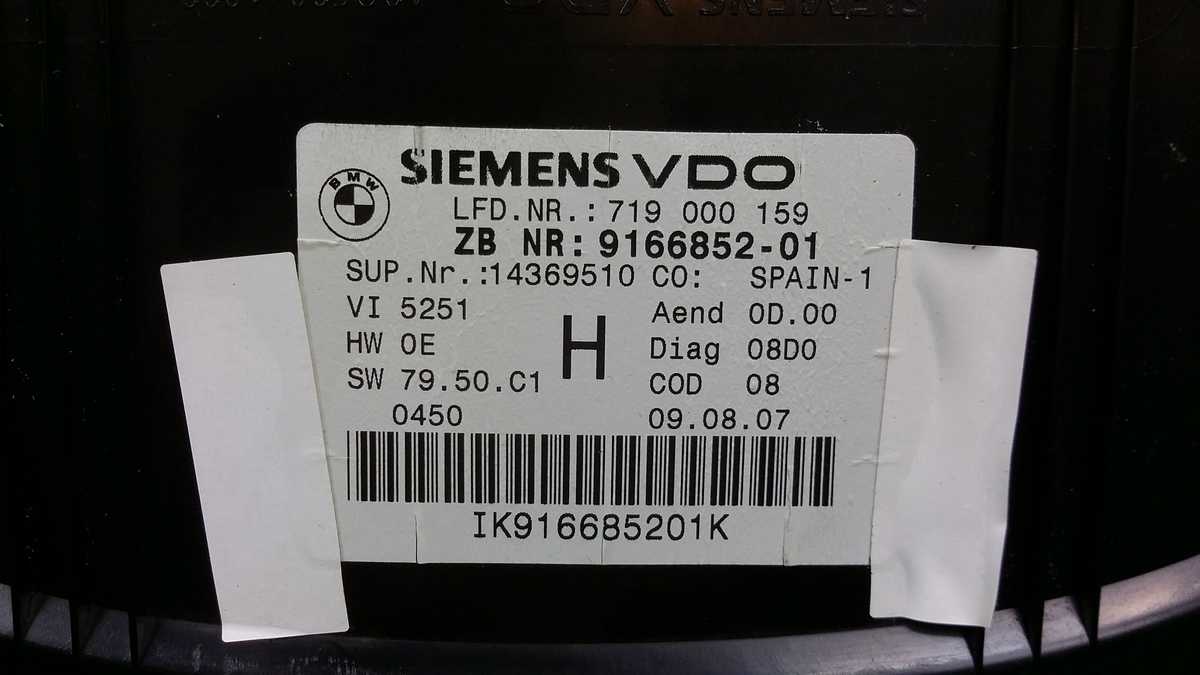 SIEMENS VDO
BMW
SIEMENS VDO
LFD.NR.: 719 000 159
ZB NR: 9166852-01
SUP.Nr.:14369510 CO: SPAIN-1
VI 5251
Aend 0D.00
HW 0E
H
Diag 08D0
SW 79.50.C1
COD 08
0450
09.08.07
IK916685201K